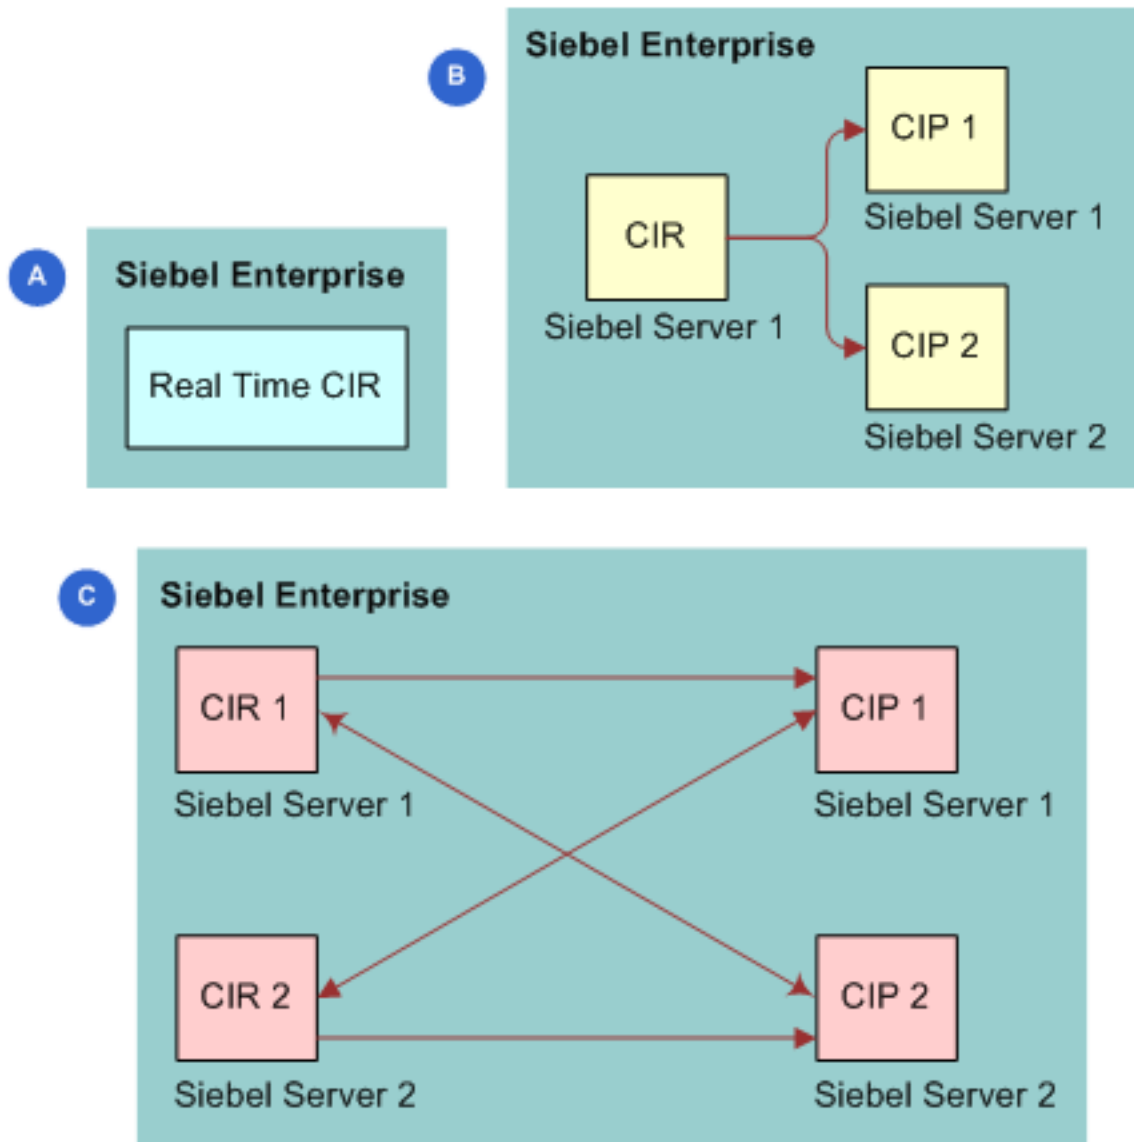 A
Siebel Enterprise
Real Time CIR
B
Siebel Enterprise
CIR
Siebel Server 1
CIP 1
Siebel Server 1
CIP 2
Siebel Server 2
C
Siebel Enterprise
CIR 1
Siebel Server 1
CIP 1
Siebel Server 1
CIR 2
Siebel Server 2
CIP 2
Siebel Server 2